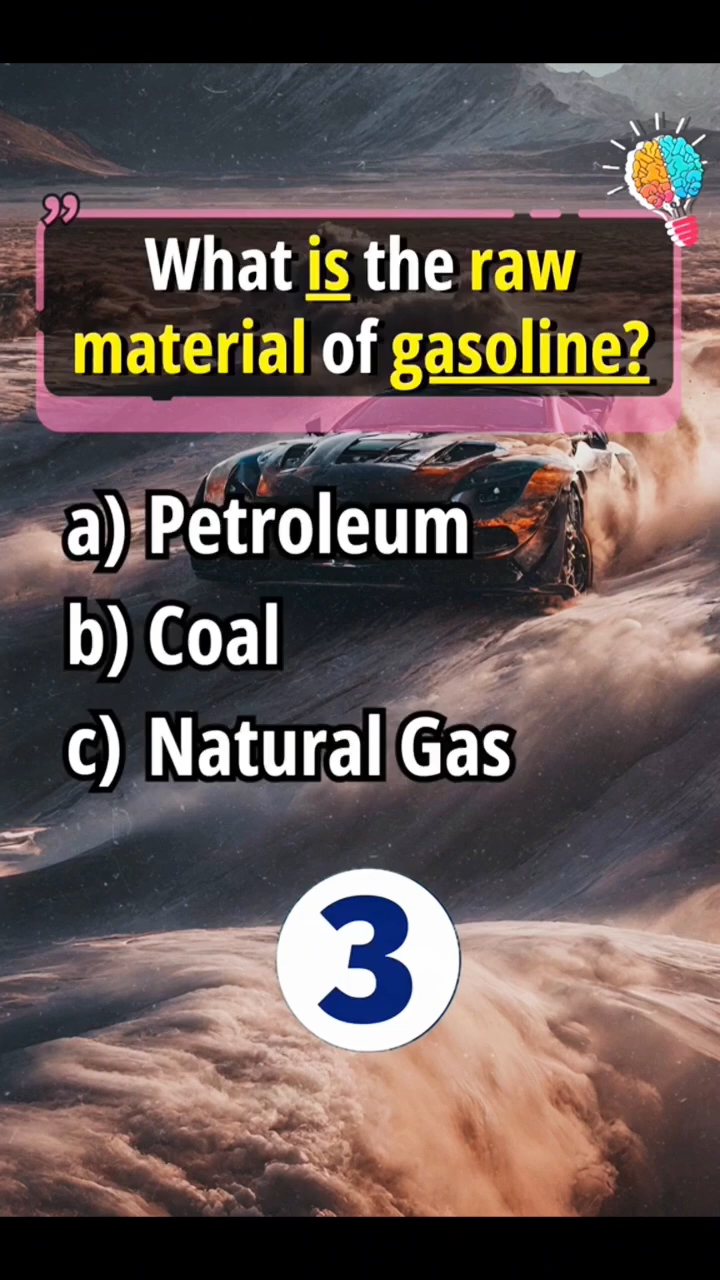 ”
What is the raw
material of gasoline?
a) Petroleum
b) Coal
c) Natural Gas
3